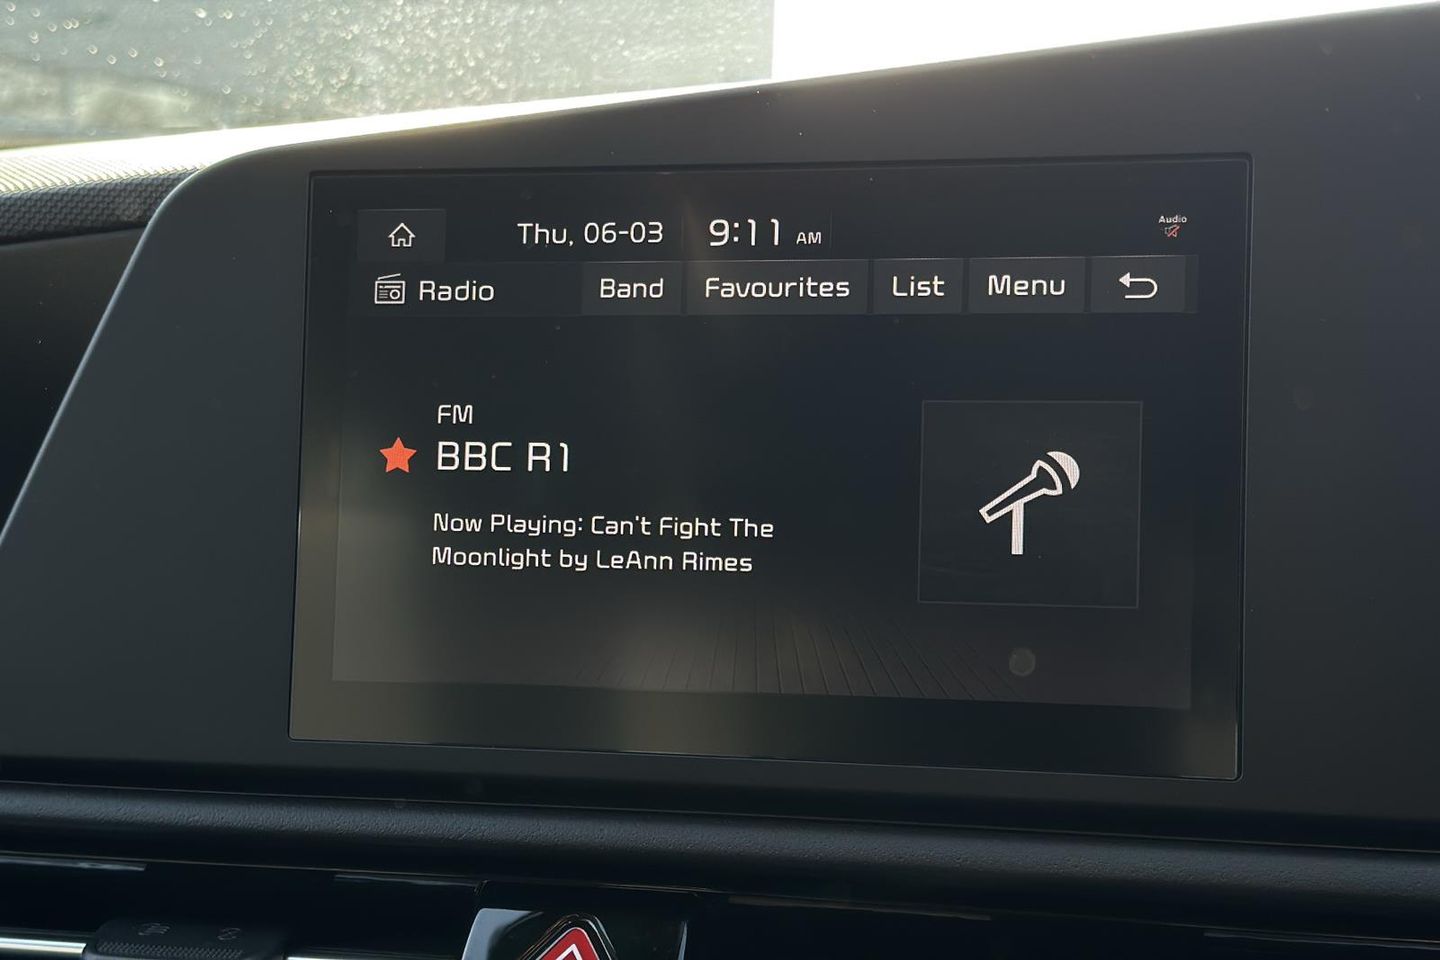 Thu, 06-03 9:11 AM Audio
Radio Band Favourites List Menu
FM
BBC R1
Now Playing: Can't Fight The
Moonlight by LeAnn Rimes